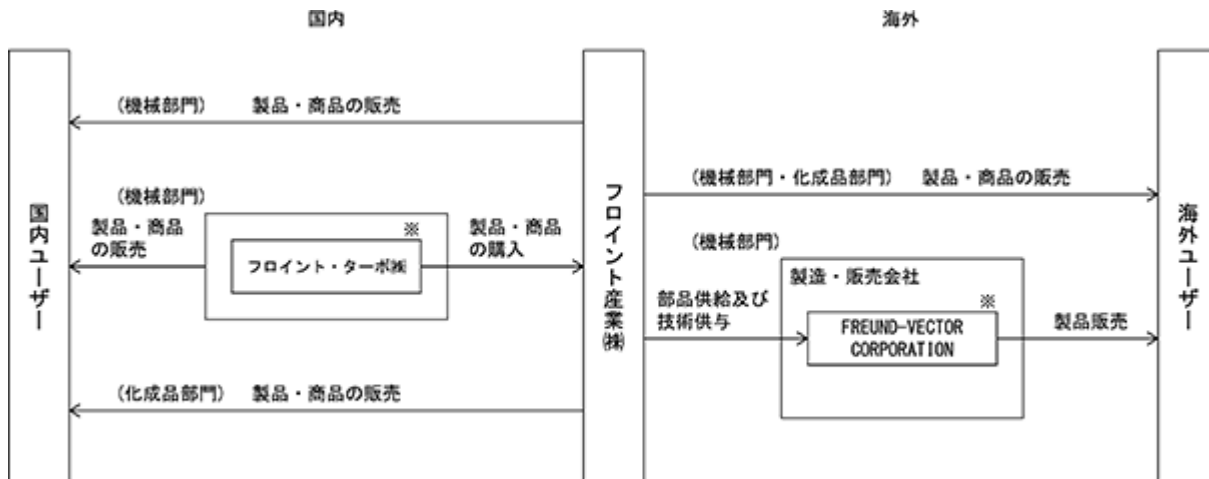 国内
海外
国内ユーザー
(機械部門) 製品・商品の販売
(機械部門)
製品・商品
の販売
※
フロイント・ターボ㈱
製品・商品
の購入
(化成品部門) 製品・商品の販売
フロイント産業㈱
(機械部門・化成品部門) 製品・商品の販売
(機械部門)
部品供給及び
技術供与
製造・販売会社
※
FREUND-VECTOR
CORPORATION
製品販売
海外ユーザー